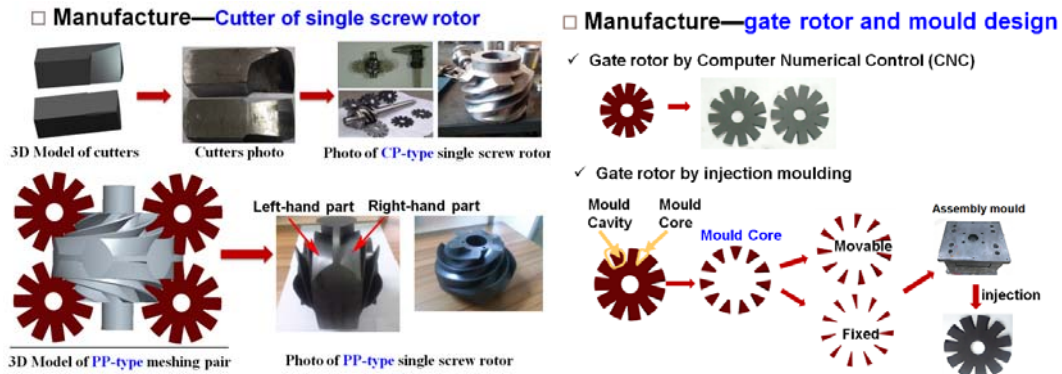 □ Manufacture—Cutter of single screw rotor
3D Model of cutters
Cutters photo
Photo of CP-type single screw rotor
Left-hand part
Right-hand part
3D Model of PP-type meshing pair
Photo of PP-type single screw rotor
□ Manufacture—gate rotor and mould design
✓ Gate rotor by Computer Numerical Control (CNC)
✓ Gate rotor by injection moulding
Mould
Cavity
Mould
Core
Mould Core
Movable
Fixed
Assembly mould
injection